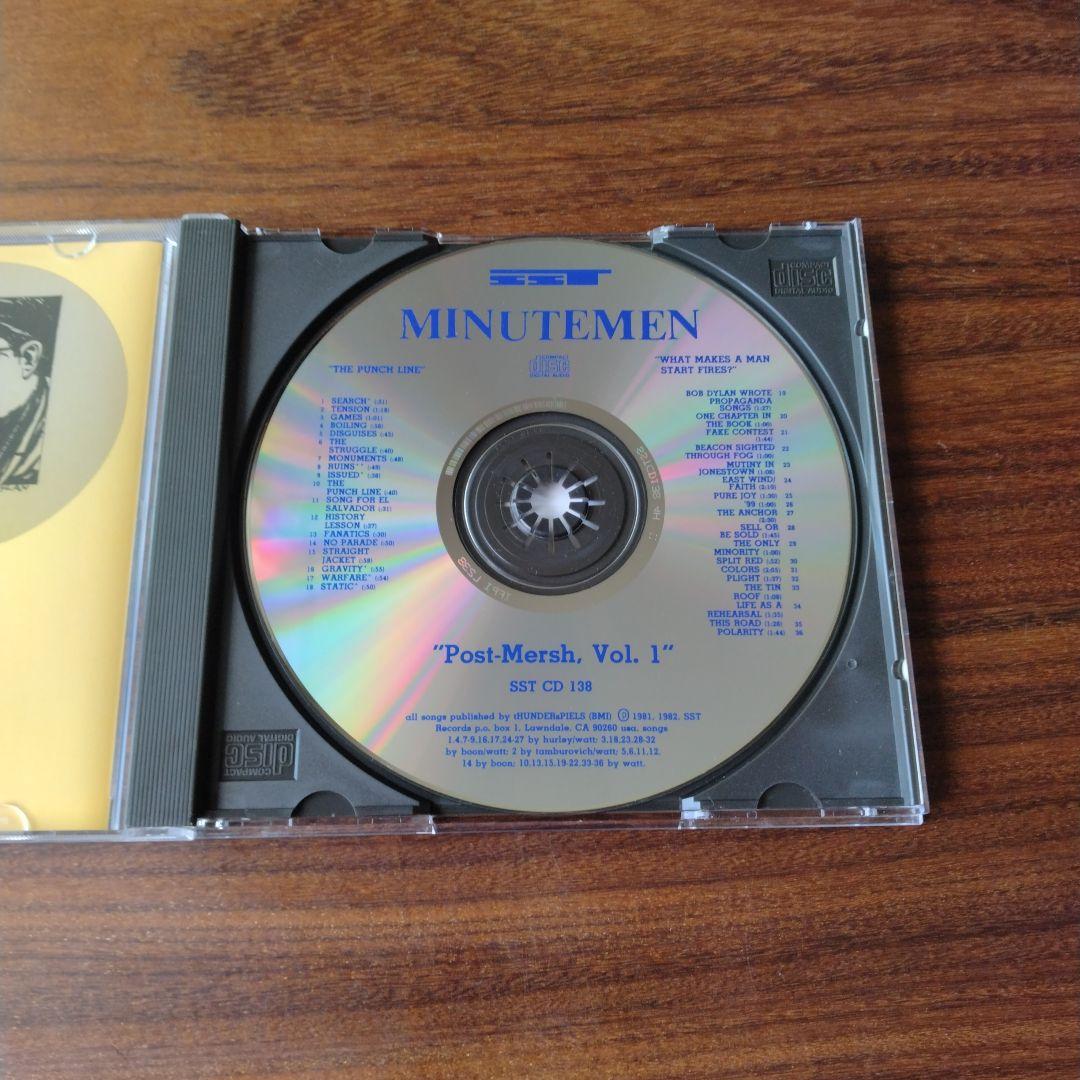 SST
MINUTEMEN
COMPACT
disc
DIGITAL AUDIO
"THE PUNCH LINE"
1 SEARCH" (:51)
2 TENSION (1:18)
3 GAMES (1:01)
4 BOILING (:56)
5 DISGUISES (:45)
6 THE
STRUGGLE (:40)
7 MONUMENTS (:48)
8 RUINS'' (:49)
9 ISSUED" (:38)
10 THE
PUNCH LINE (:40)
11 SONG FOR EL
SALVADOR (:31)
12 HISTORY
LESSON (:37)
13 FANATICS (:30)
14 NO PARADE (:50)
15 STRAIGHT
JACKET (:58)
16 GRAVITY" (:55)
17 WARFARE" (:54)
18 STATIC" (:50)
"WHAT MAKES A MAN
START FIRES?"
BOB DYLAN WROTE 19
PROPAGANDA
SONGS (1:27)
ONE CHAPTER IN 20
THE BOOK (1:00)
FAKE CONTEST 21
(1:44)
BEACON SIGHTED 22
THROUGH FOG (1:00)
MUTINY IN 23
JONESTOWN (1:08)
EAST WIND/ 24
FAITH (2:10)
PURE JOY (1:30) 25
'99 (1:00) 26
THE ANCHOR 27
(2:30)
SELL OR 28
BE SOLD (1:45)
THE ONLY 29
MINORITY (1:00)
SPLIT RED (:52) 30
COLORS (2:05) 31
PLIGHT (1:37) 32
THE TIN 33
ROOF (1:08)
LIFE AS A 34
REHEARSAL (1:35)
THIS ROAD (1:26) 35
POLARITY (1:44) 36
"Post-Mersh, Vol. 1"
SST CD 138
all songs published by tHUNDERsPIELS (BMI) Ⓟ 1981, 1982, SST
Records p.o. box 1, Lawndale, CA 90260 usa. songs
1.4.7-9.16.17.24-27 by hurley/watt; 3.18.23.28-32
by boon/watt; 2 by tamburovich/watt; 5,6,11,12,
14 by boon; 10.13.15.19-22.33-36 by watt.
COMPACT
disc
DIGITAL AUDIO
COMPACT
disc
DIGITAL AUDIO